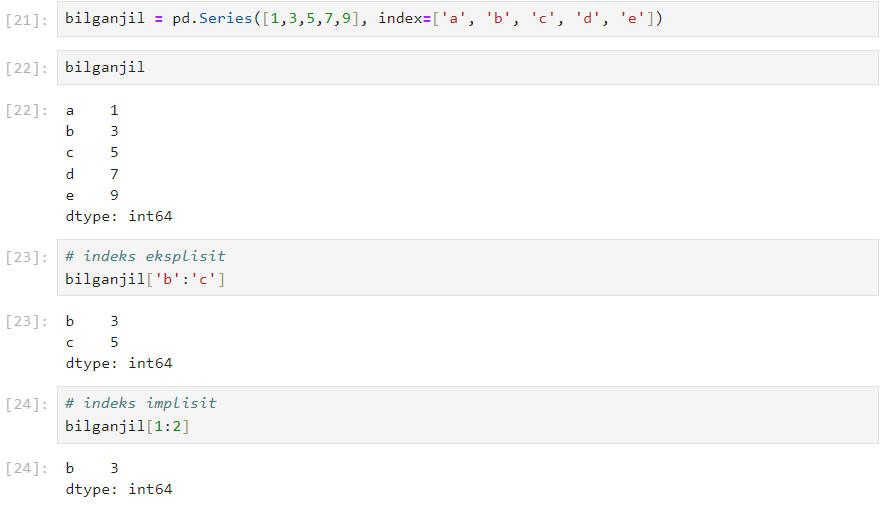 [21]: bilganjil = pd.Series([1,3,5,7,9], index=['a', 'b', 'c', 'd', 'e'])
[22]: bilganjil
[22]: a    1
b    3
c    5
d    7
e    9
dtype: int64
[23]: # indeks eksplisit
bilganjil['b':'c']
[23]: b    3
c    5
dtype: int64
[24]: # indeks implisit
bilganjil[1:2]
[24]: b    3
dtype: int64